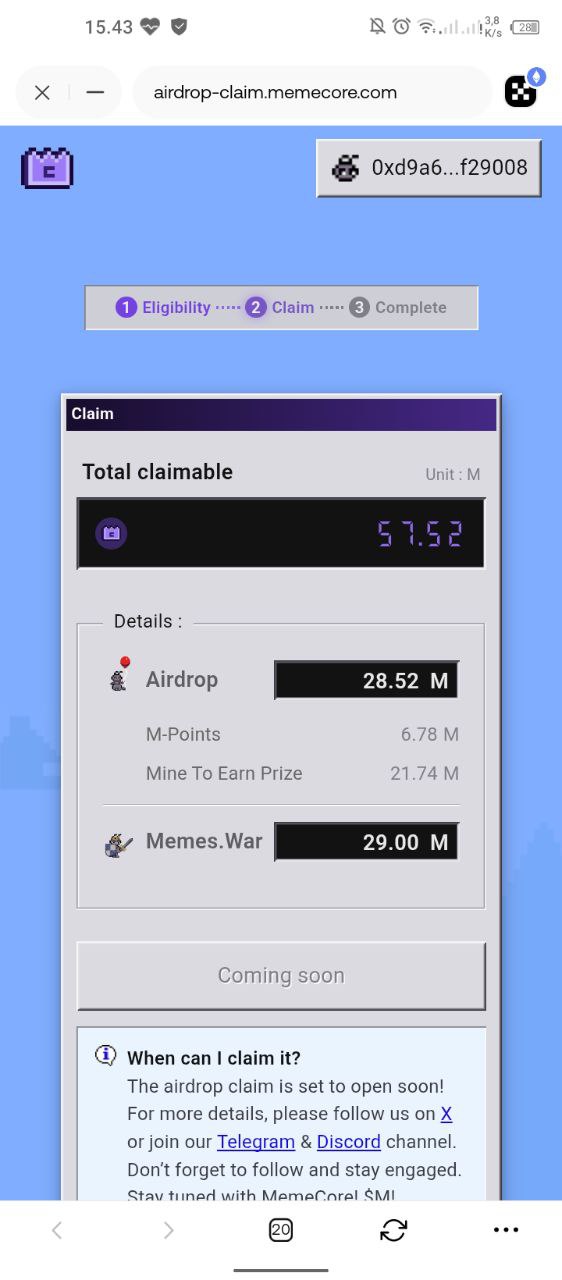 15.43
3,8
K/s
28
airdrop-claim.memecore.com
0xd9a6...f29008
1 Eligibility ····· 2 Claim ····· 3 Complete
Claim
Total claimable
Unit : M
57.52
Details :
Airdrop 28.52 M
M-Points 6.78 M
Mine To Earn Prize 21.74 M
Memes.War 29.00 M
Coming soon
When can I claim it?
The airdrop claim is set to open soon!
For more details, please follow us on X
or join our Telegram & Discord channel.
Don't forget to follow and stay engaged.
Stay tuned with MemeCore! $M!
20